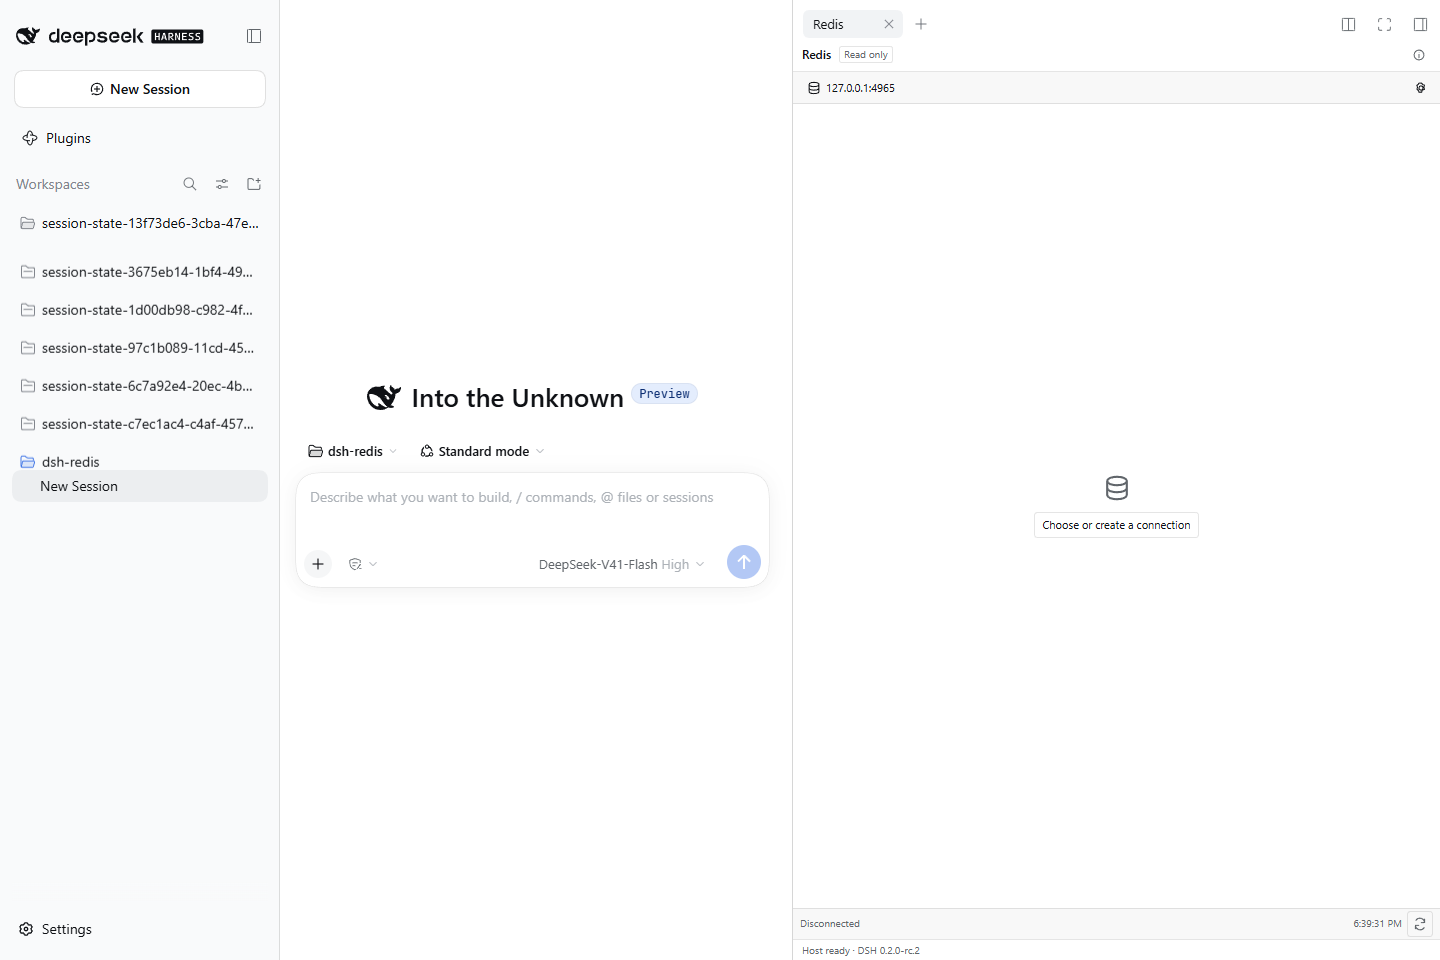 deepseek HARNESS
New Session
Plugins
Workspaces
session-state-13f73de6-3cba-47e...
session-state-3675eb14-1bf4-49...
session-state-1d00db98-c982-4f...
session-state-97c1b089-11cd-45...
session-state-6c7a92e4-20ec-4b...
session-state-c7ec1ac4-c4af-457...
dsh-redis
New Session
Settings
Into the Unknown Preview
dsh-redis Standard mode
Describe what you want to build, / commands, @ files or sessions
DeepSeek-V41-Flash High
Redis
Redis Read only
127.0.0.1:4965
Choose or create a connection
Disconnected 6:39:31 PM
Host ready · DSH 0.2.0-rc.2